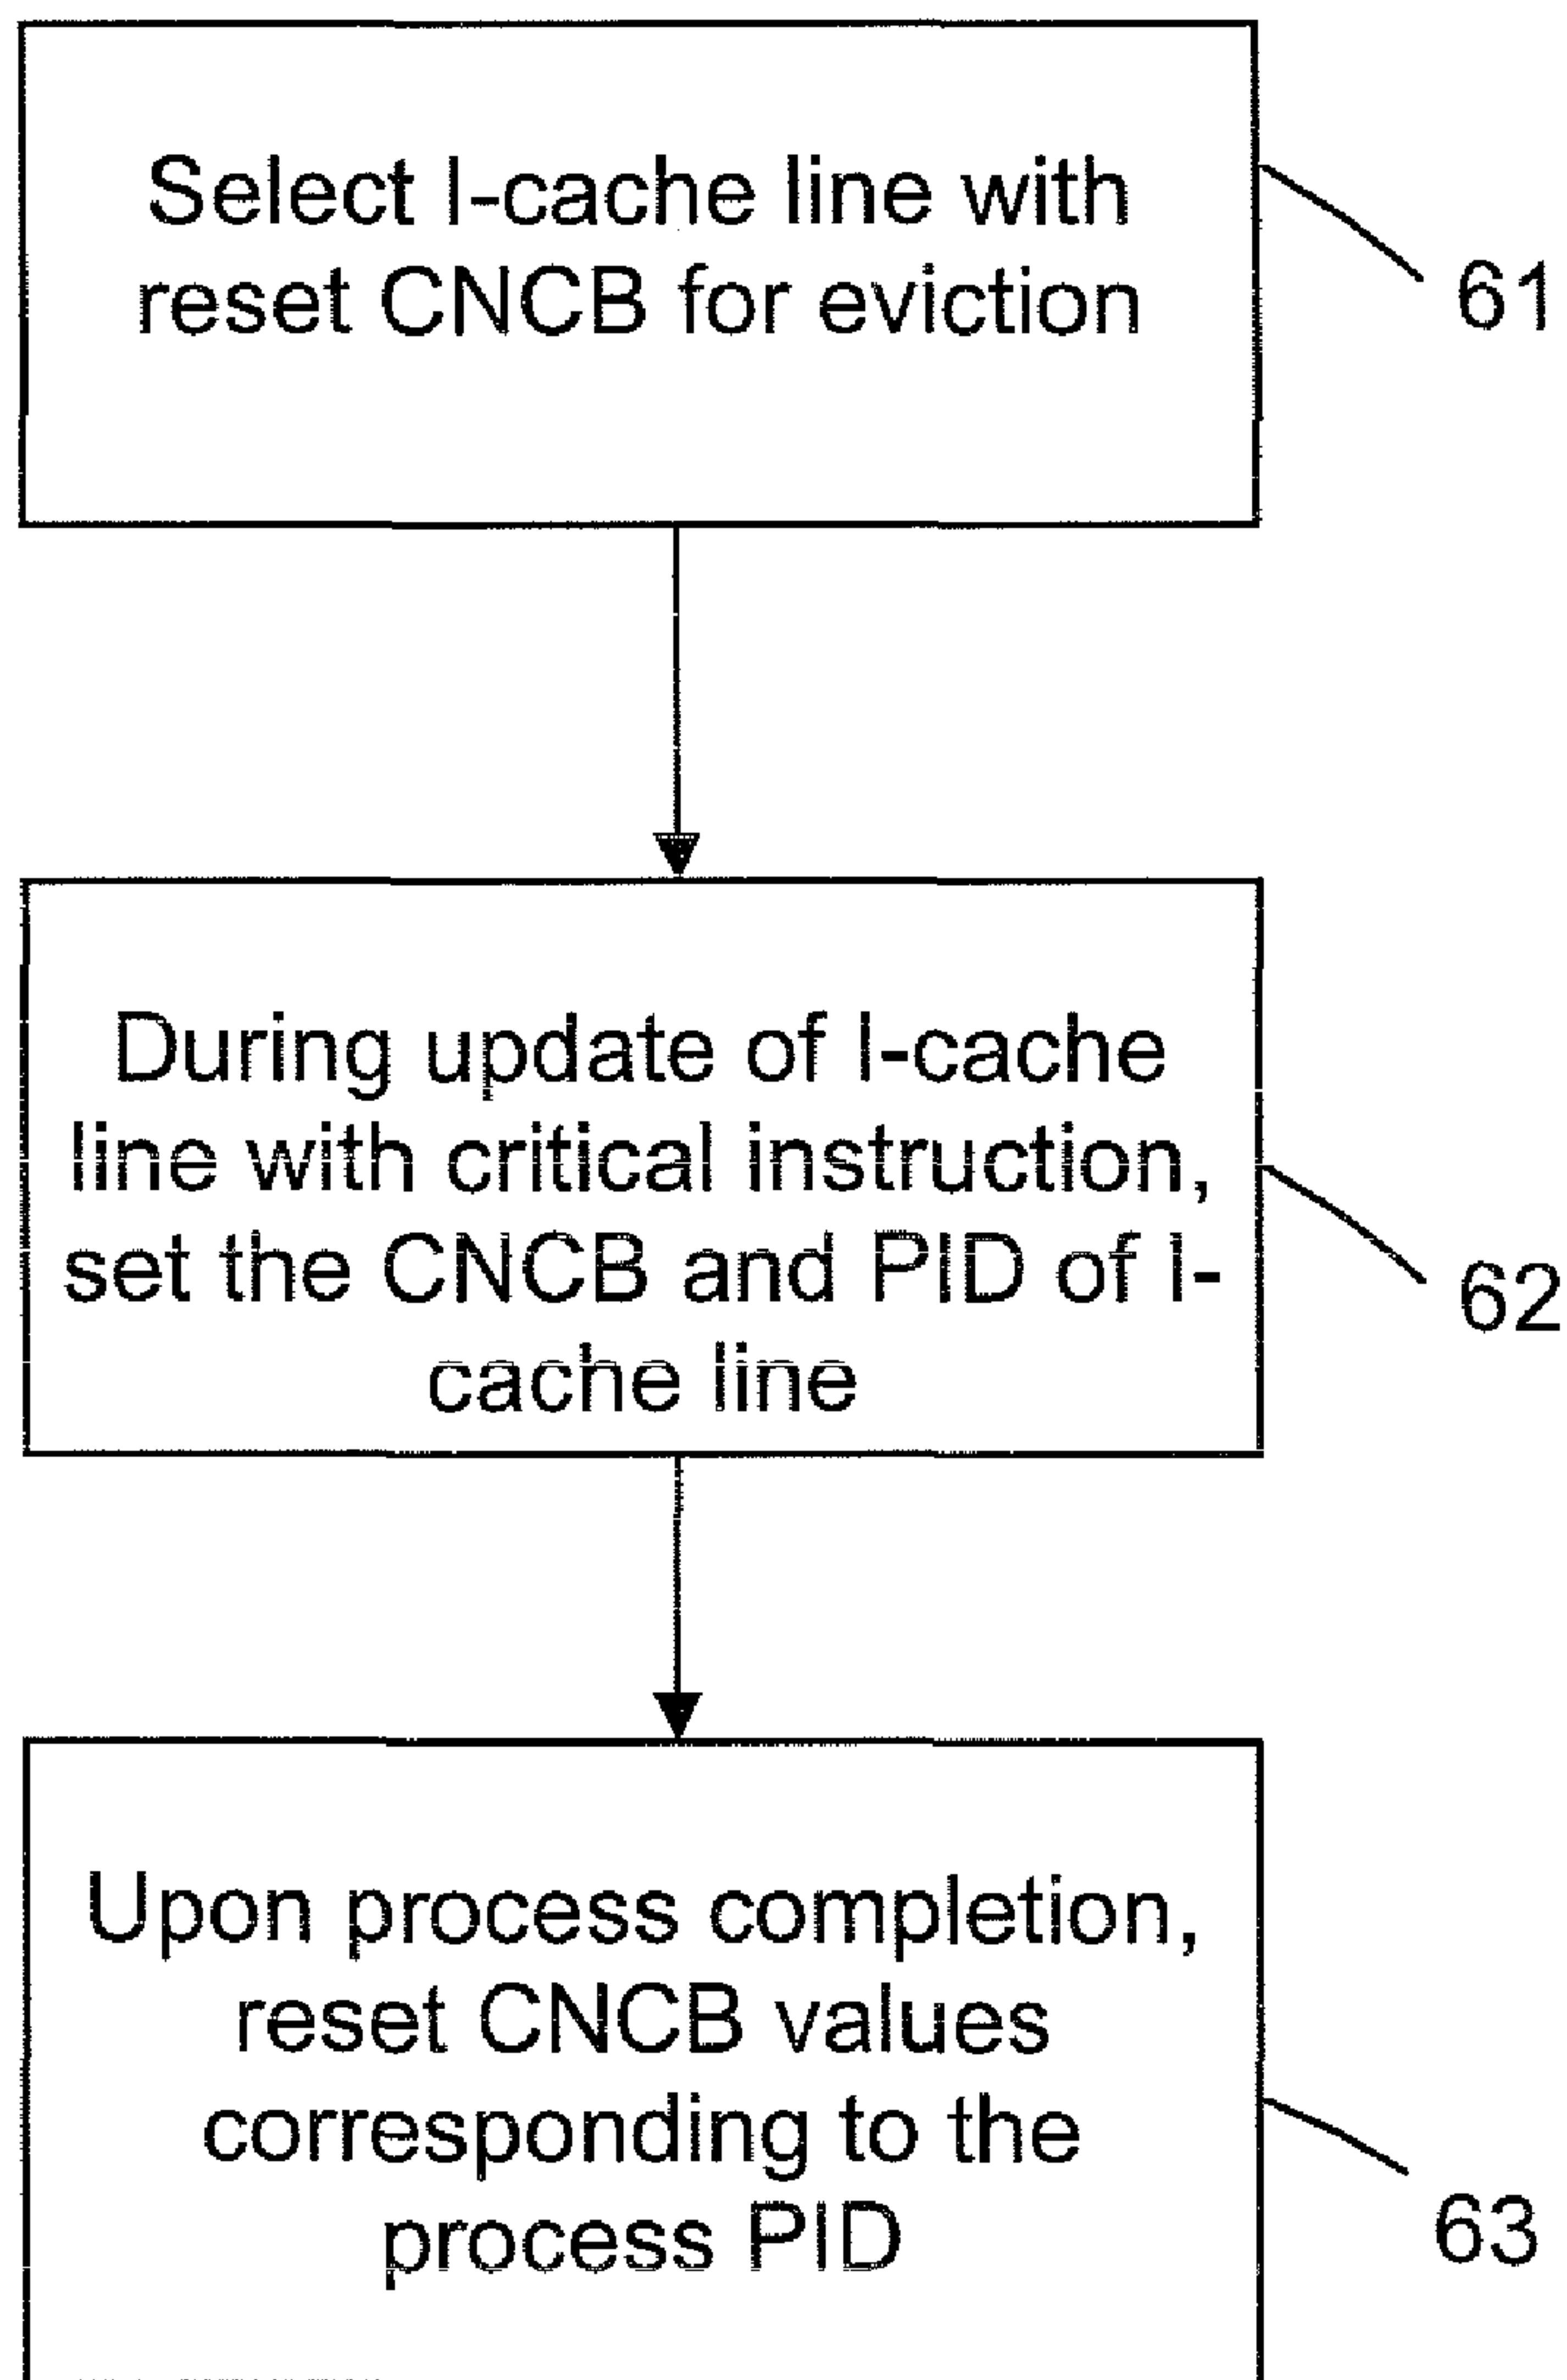 Select I-cache line with
reset CNCB for eviction
61
During update of I-cache
line with critical instruction,
set the CNCB and PID of I-
cache line
62
Upon process completion,
reset CNCB values
corresponding to the
process PID
63